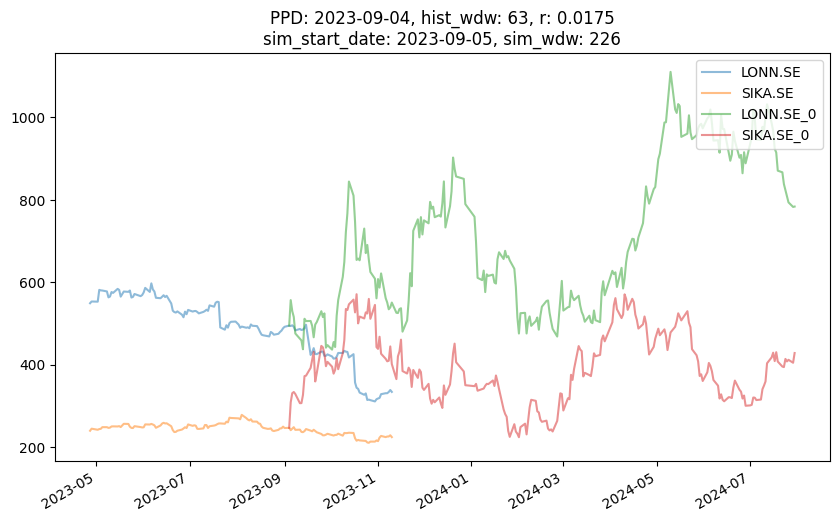 PPD: 2023-09-04, hist_wdw: 63, r: 0.0175
sim_start_date: 2023-09-05, sim_wdw: 226
LONN.SE
SIKA.SE
LONN.SE_0
SIKA.SE_0
1000
800
600
400
200
2023-05
2023-07
2023-09
2023-11
2024-01
2024-03
2024-05
2024-07